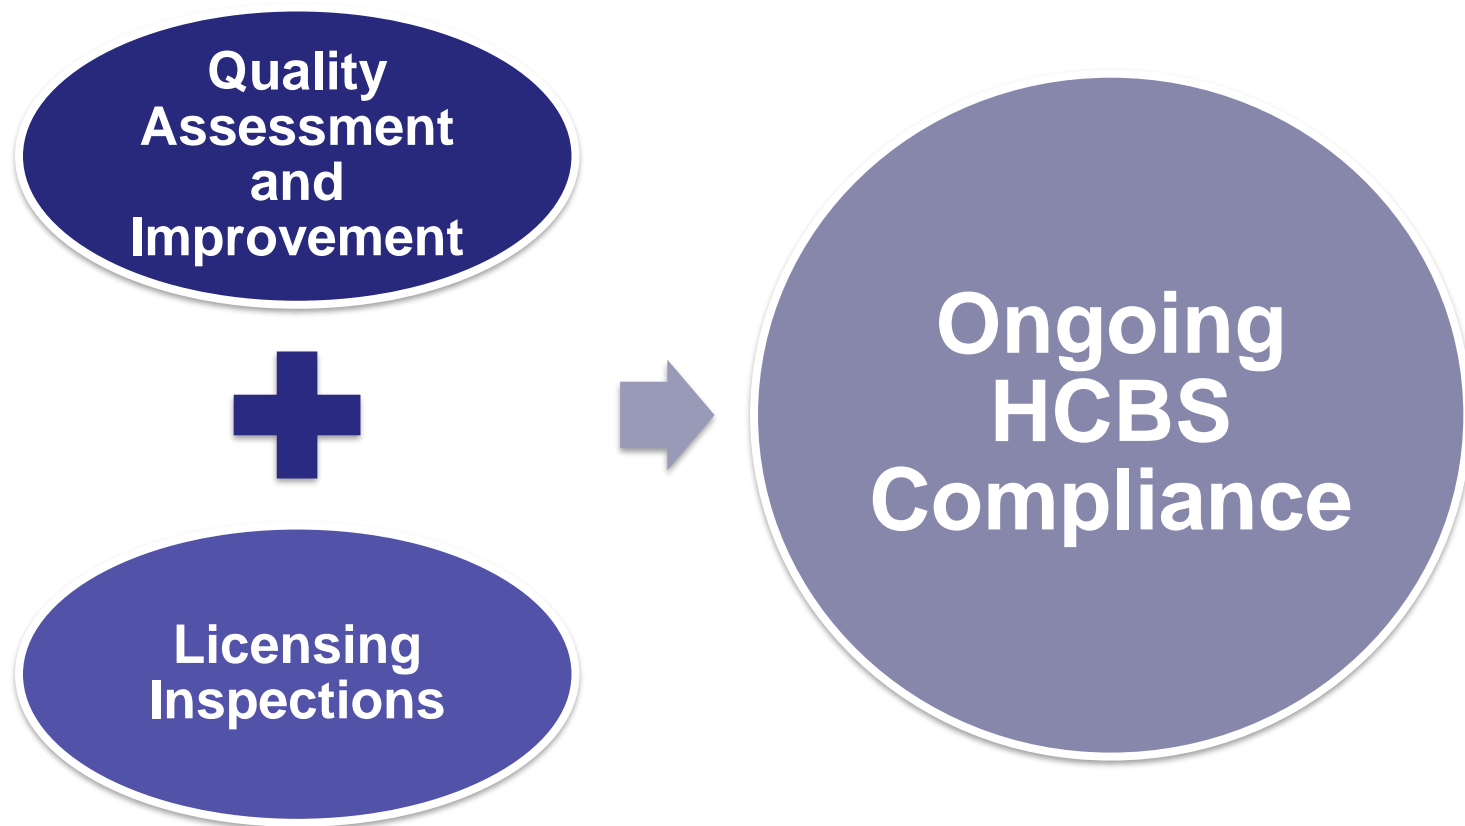 Quality
Assessment
and
Improvement
Licensing
Inspections
Ongoing
HCBS
Compliance